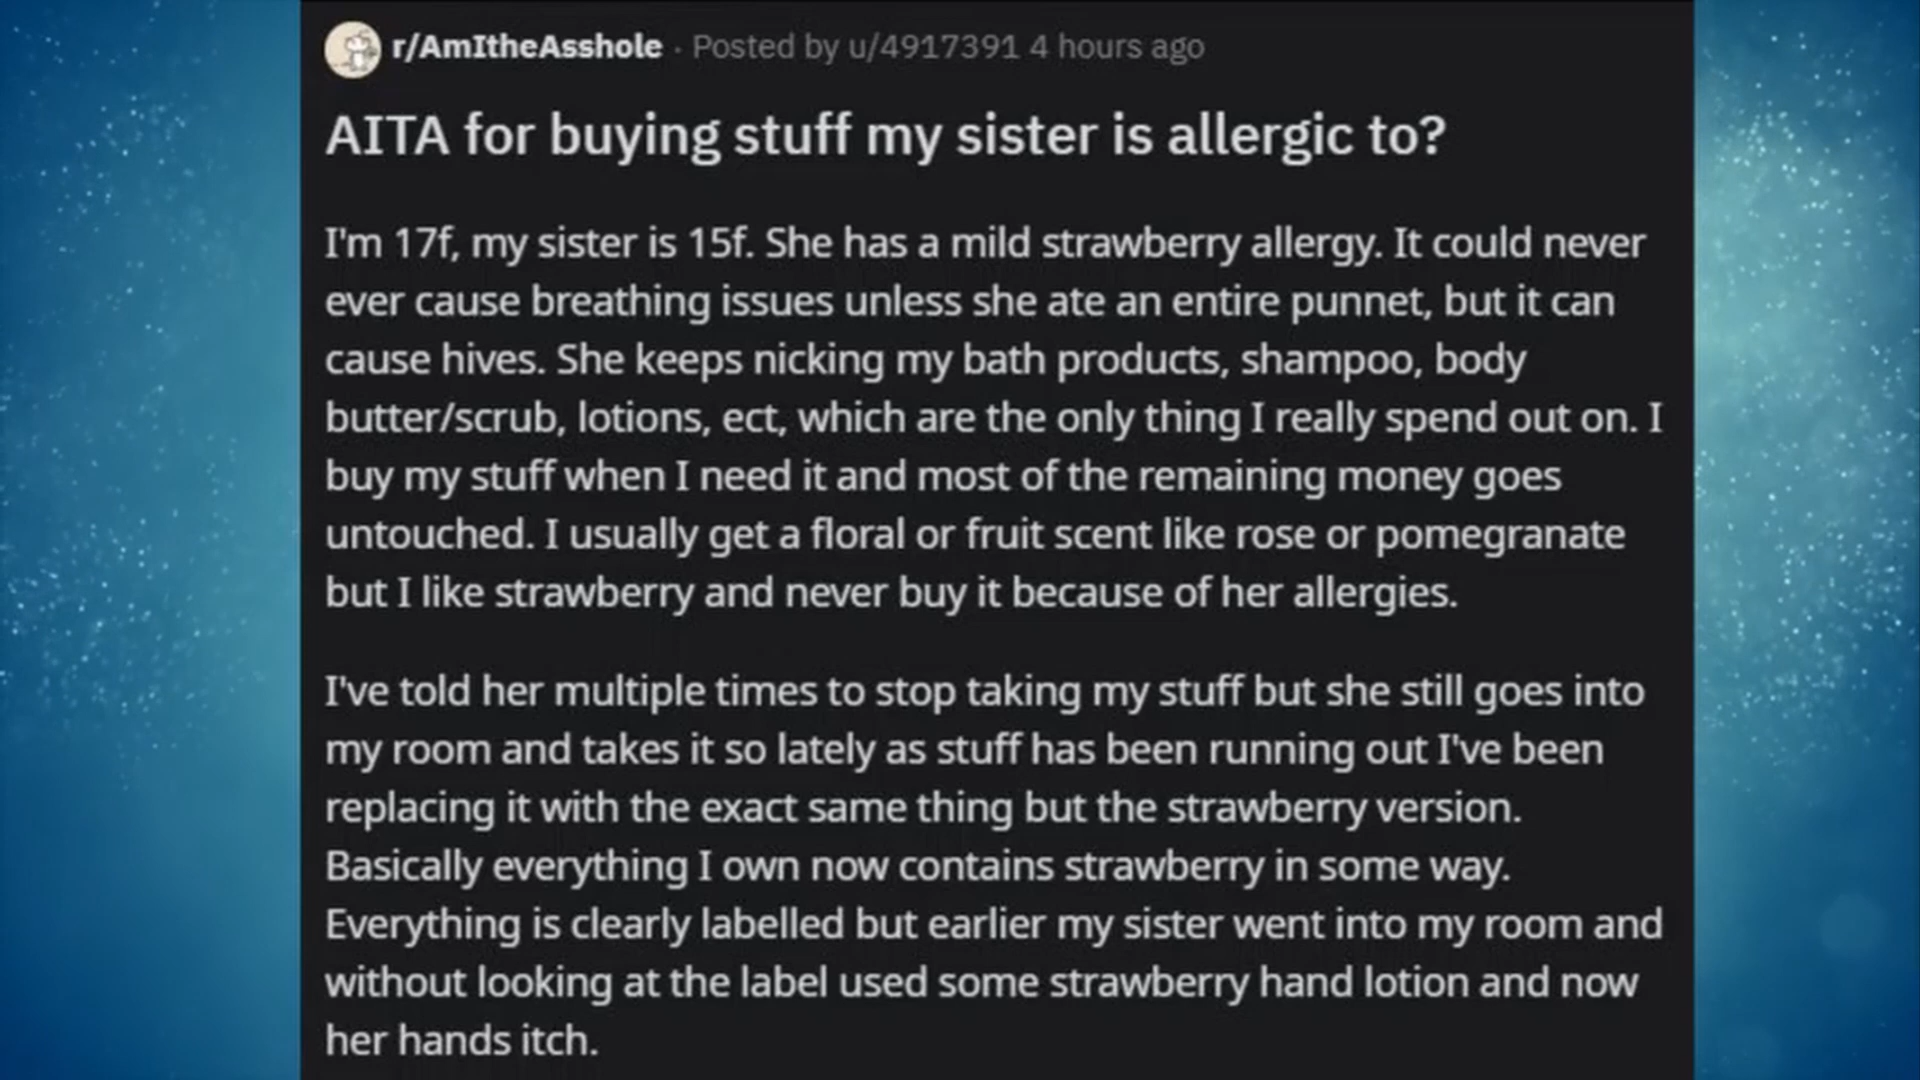 r/AmItheAsshole · Posted by u/4917391 4 hours ago
AITA for buying stuff my sister is allergic to?
I'm 17f, my sister is 15f. She has a mild strawberry allergy. It could never
ever cause breathing issues unless she ate an entire punnet, but it can
cause hives. She keeps nicking my bath products, shampoo, body
butter/scrub, lotions, ect, which are the only thing I really spend out on. I
buy my stuff when I need it and most of the remaining money goes
untouched. I usually get a floral or fruit scent like rose or pomegranate
but I like strawberry and never buy it because of her allergies.
I've told her multiple times to stop taking my stuff but she still goes into
my room and takes it so lately as stuff has been running out I've been
replacing it with the exact same thing but the strawberry version.
Basically everything I own now contains strawberry in some way.
Everything is clearly labelled but earlier my sister went into my room and
without looking at the label used some strawberry hand lotion and now
her hands itch.